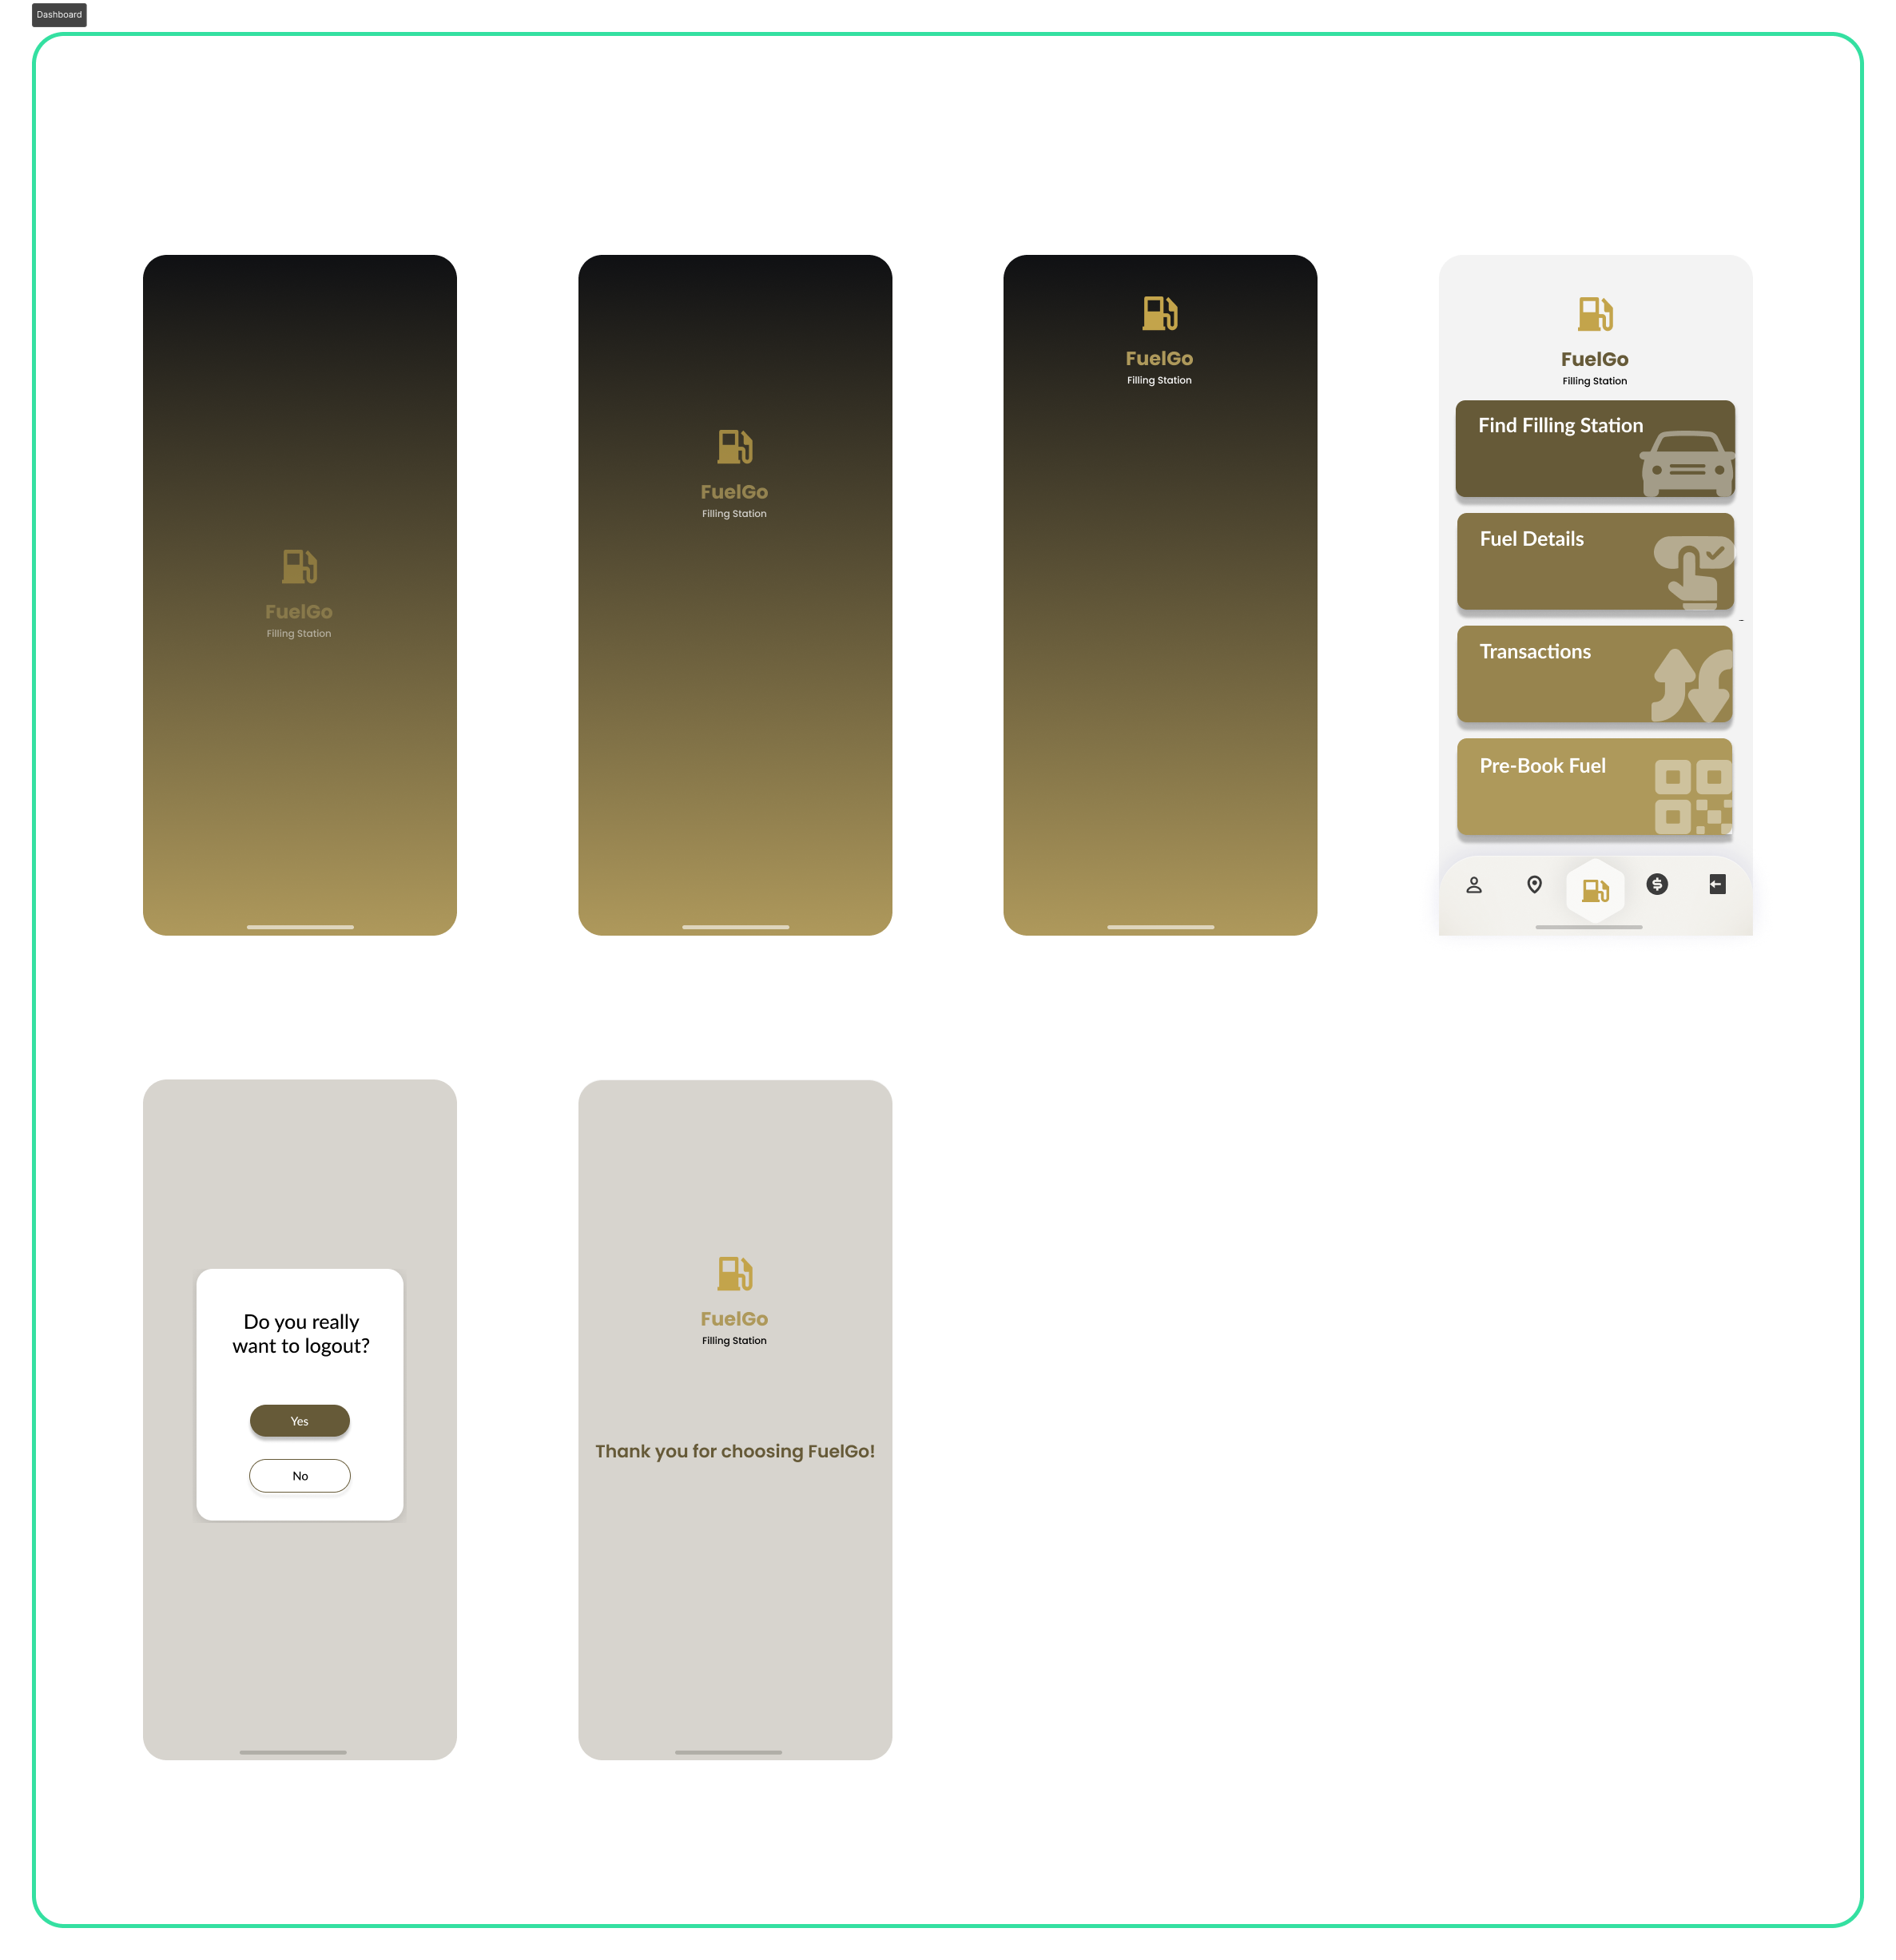 Dashboard
FuelGo
Filling Station
FuelGo
Filling Station
FuelGo
Filling Station
FuelGo
Filling Station
Find Filling Station
Fuel Details
Transactions
Pre-Book Fuel
Do you really
want to logout?
Yes
No
FuelGo
Filling Station
Thank you for choosing FuelGo!